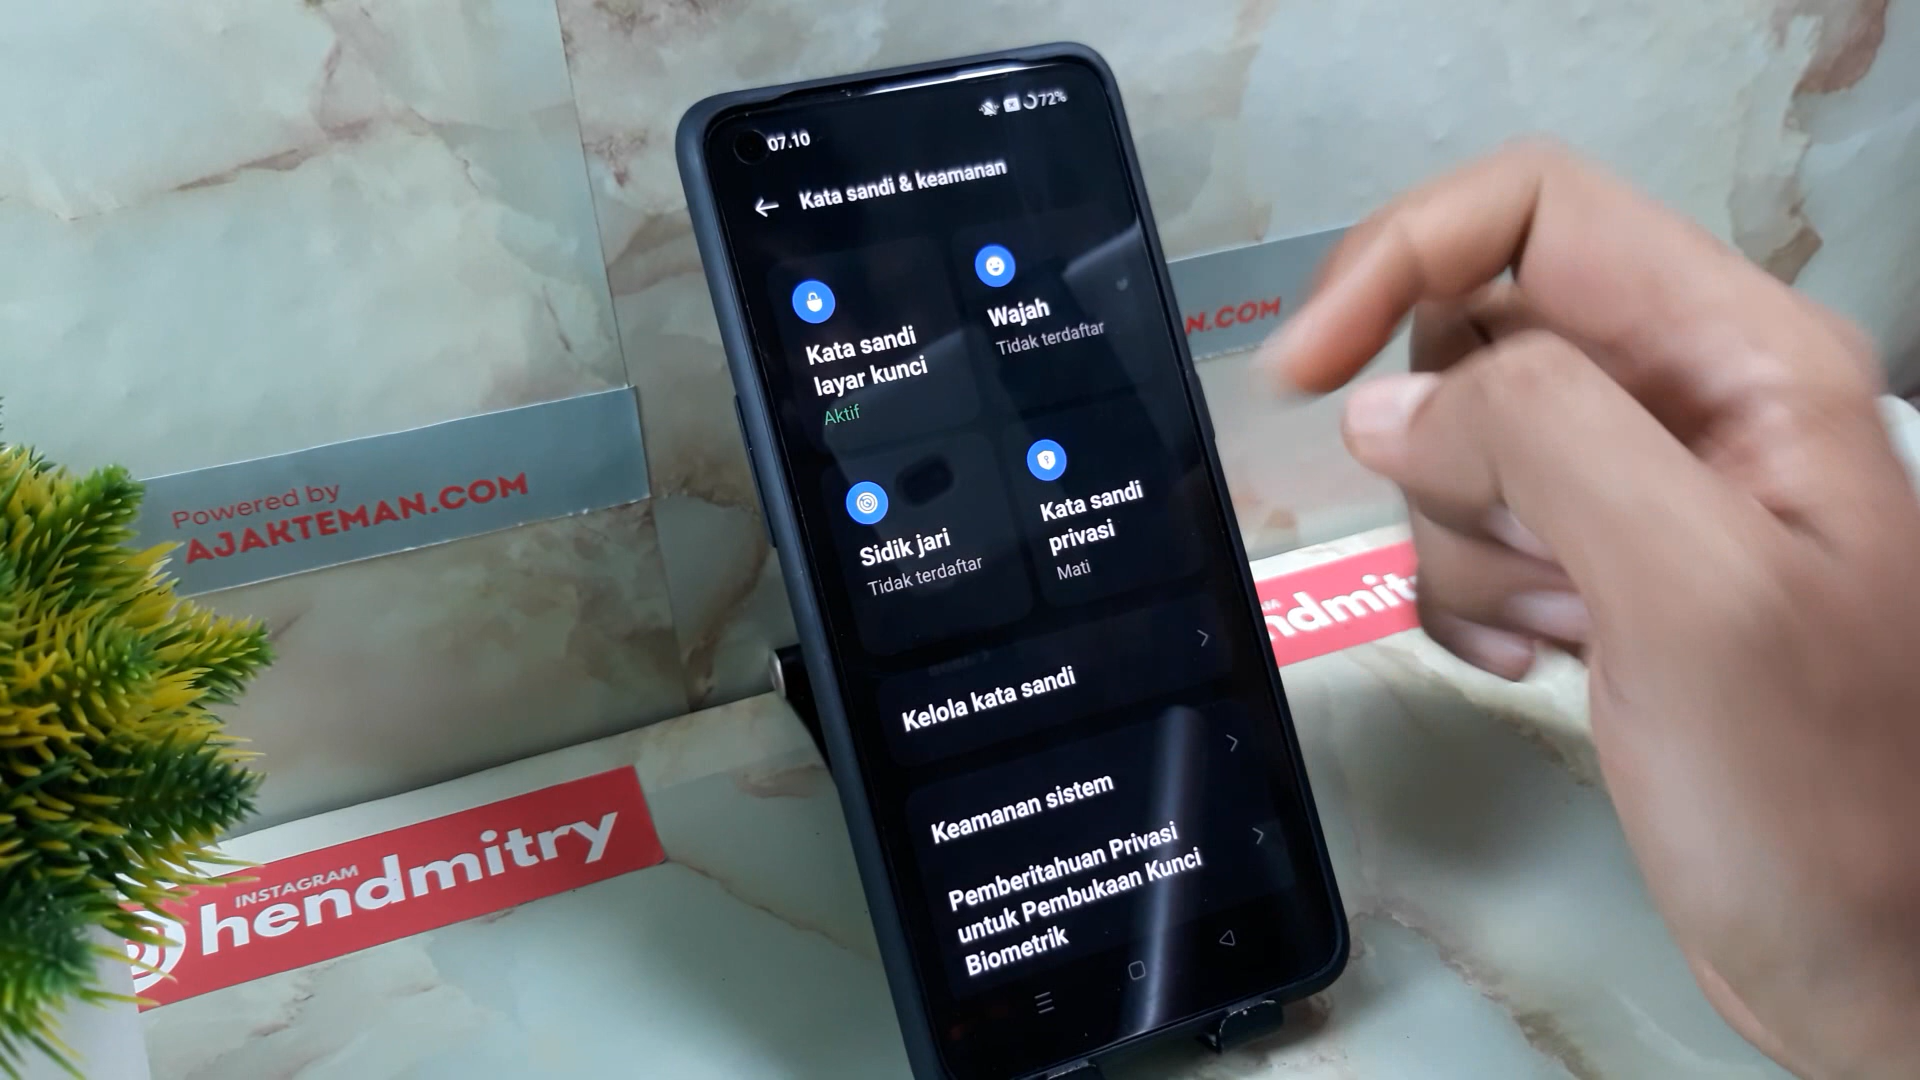 07.10
72%
Kata sandi & keamanan
Kata sandi
layar kunci
Aktif
Wajah
Tidak terdaftar
Sidik jari
Tidak terdaftar
Kata sandi
privasi
Mati
Kelola kata sandi
Keamanan sistem
Pemberitahuan Privasi
untuk Pembukaan Kunci
Biometrik
Powered by
AJAKTEMAN.COM
N.COM
INSTAGRAM
hendmitry
AM
ndmit